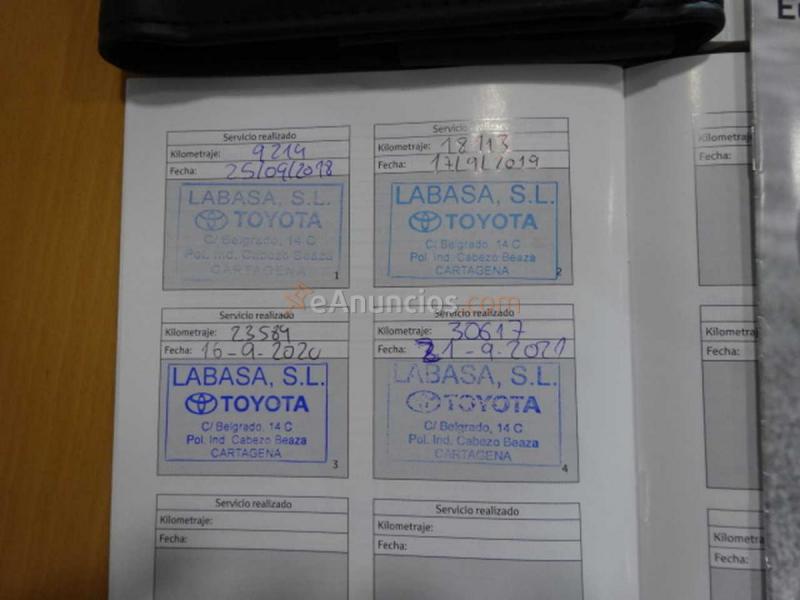 E
Servicio realizado
Kilometraje: 9214
Fecha: 25/09/2018
LABASA, S.L.
TOYOTA
C/ Belgrado, 14 C
Pol. Ind. Cabezo Beaza
CARTAGENA
1
Servicio realizado
Kilometraje: 18113
Fecha: 17/9/2019
LABASA, S.L.
TOYOTA
C/ Belgrado, 14 C
Pol. Ind. Cabezo Beaza
CARTAGENA
2
eAnuncios.com
Servicio realizado
Kilometraje: 23589
Fecha: 16-9-2020
LABASA, S.L.
TOYOTA
C/ Belgrado, 14 C
Pol. Ind. Cabezo Beaza
CARTAGENA
3
Servicio realizado
Kilometraje: 30617
Fecha: 21-9-2021
LABASA, S.L.
TOYOTA
C/ Belgrado, 14 C
Pol. Ind. Cabezo Beaza
CARTAGENA
4
Servicio realizado
Kilometraje:
Fecha:
Servicio realizado
Kilometraje:
Fecha:
Kilometraje
Fecha:
Kilometraje
Fecha:
Kilometraj
Fecha: